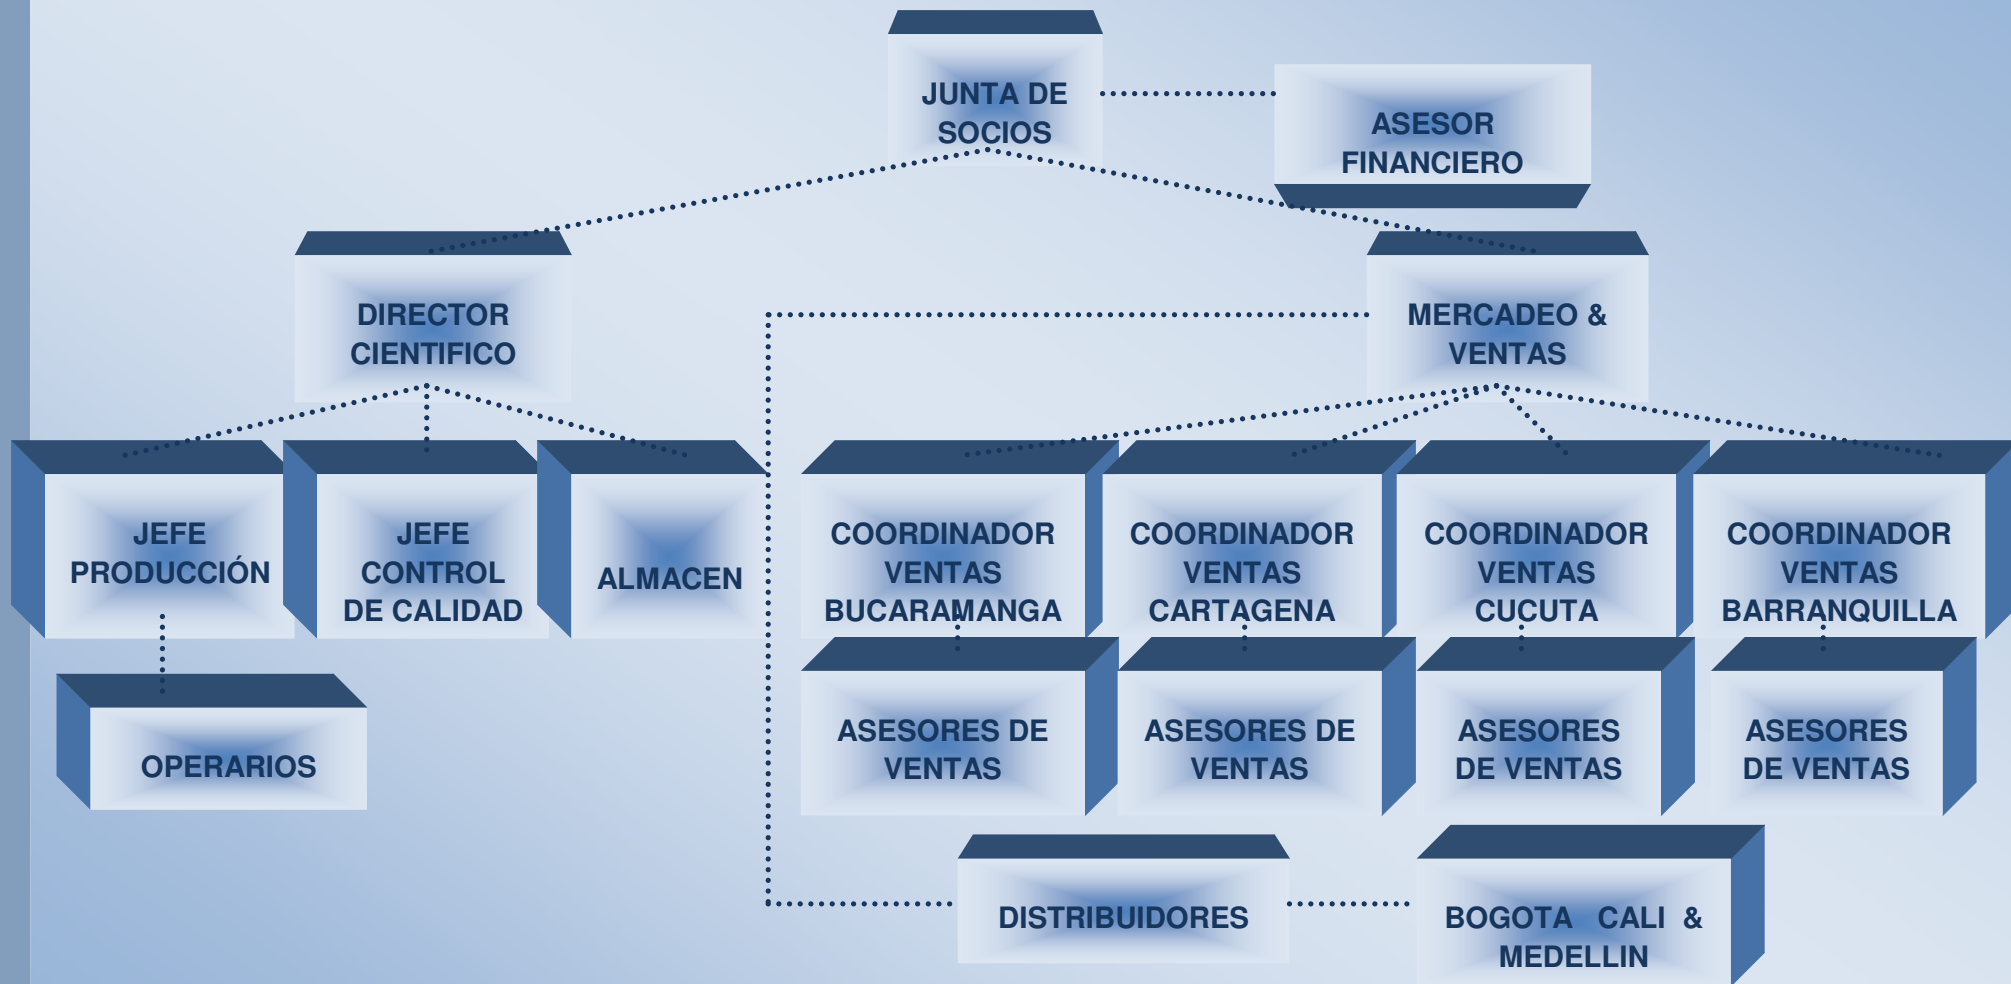 JUNTA DE
SOCIOS
ASESOR
FINANCIERO
DIRECTOR
CIENTIFICO
MERCADEO &
VENTAS
JEFE
PRODUCCIÓN
JEFE
CONTROL
DE CALIDAD
ALMACEN
COORDINADOR
VENTAS
BUCARAMANGA
COORDINADOR
VENTAS
CARTAGENA
COORDINADOR
VENTAS
CUCUTA
COORDINADOR
VENTAS
BARRANQUILLA
OPERARIOS
ASESORES DE
VENTAS
ASESORES DE
VENTAS
ASESORES
DE VENTAS
ASESORES
DE VENTAS
DISTRIBUIDORES
BOGOTA CALI &
MEDELLIN